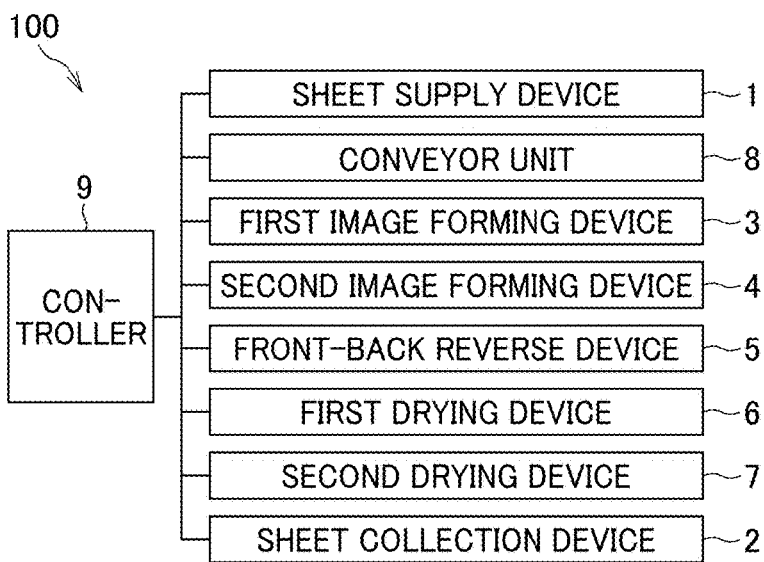 100
SHEET SUPPLY DEVICE 1
CONVEYOR UNIT 8
9
FIRST IMAGE FORMING DEVICE 3
CON-
TROLLER
SECOND IMAGE FORMING DEVICE 4
FRONT-BACK REVERSE DEVICE 5
FIRST DRYING DEVICE 6
SECOND DRYING DEVICE 7
SHEET COLLECTION DEVICE 2